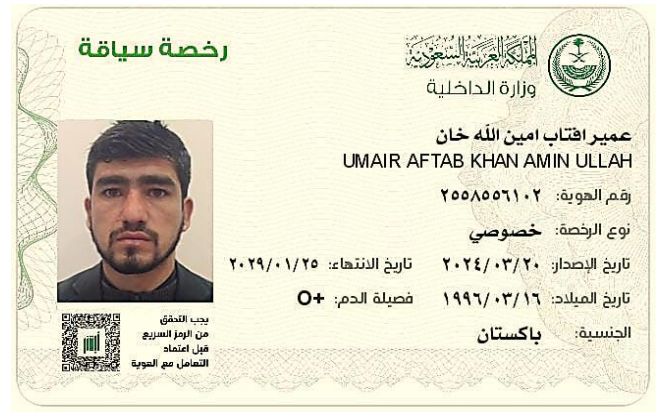 رخصة سياقة
المملكة العربية السعودية
وزارة الداخلية
عمير افتاب امين الله خان
UMAIR AFTAB KHAN AMIN ULLAH
رقم الهوية: ٢٥٥٨٥٥٦١٠٢
نوع الرخصة: خصوصي
تاريخ الإصدار: ٢٠٢٤/٠٣/٢٠ تاريخ الانتهاء: ٢٠٢٩/٠١/٢٥
تاريخ الميلاد: ١٩٩٦/٠٣/١٦ فصيلة الدم: O+
الجنسية: باكستان
يجب التحقق
من الرمز السريع
قبل اعتماد
التعامل مع الهوية
أبشر